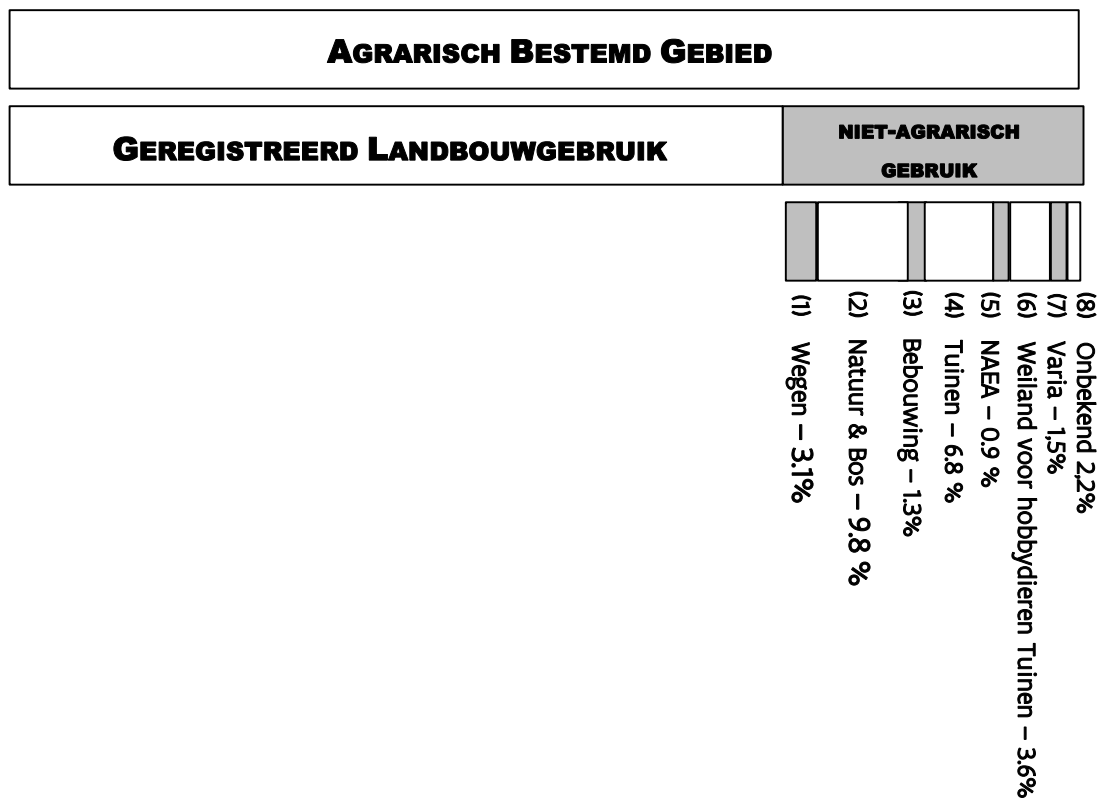 AGRARISCH BESTEMD GEBIED
GEREGISTREERD LANDBOUWGEBRUIK
NIET-AGRARISCH
GEBRUIK
(1) Wegen – 3.1%
(2) Natuur & Bos – 9.8 %
(3) Bebouwing – 1.3%
(4) Tuinen – 6.8 %
(5) NAEA – 0.9 %
(6) Weiland voor hobbydieren Tuinen – 3.6%
(7) Varia – 1,5%
(8) Onbekend 2,2%